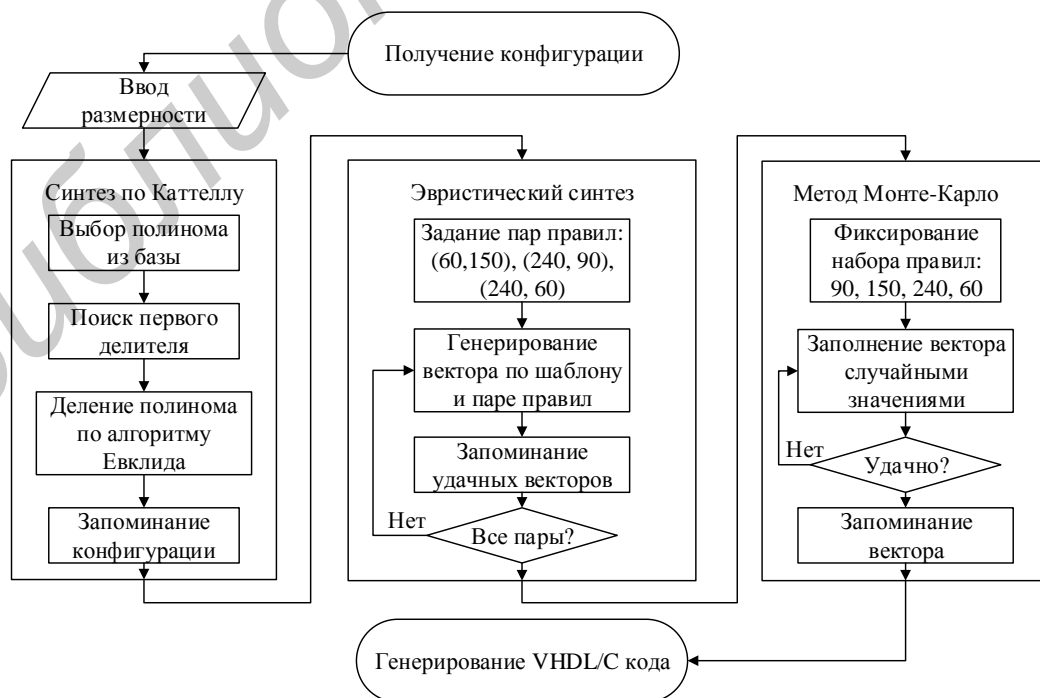 Получение конфигурации
Ввод
размерности
Синтез по Каттеллу
Выбор полинома
из базы
Поиск первого
делителя
Деление полинома
по алгоритму
Евклида
Запоминание
конфигурации
Эвристический синтез
Задание пар правил:
(60,150), (240, 90),
(240, 60)
Генерирование
вектора по шаблону
и паре правил
Запоминание
удачных векторов
Нет
Все пары?
Метод Монте-Карло
Фиксирование
набора правил:
90, 150, 240, 60
Заполнение вектора
случайными
значениями
Нет
Удачно?
Запоминание
вектора
Генерирование VHDL/C кода